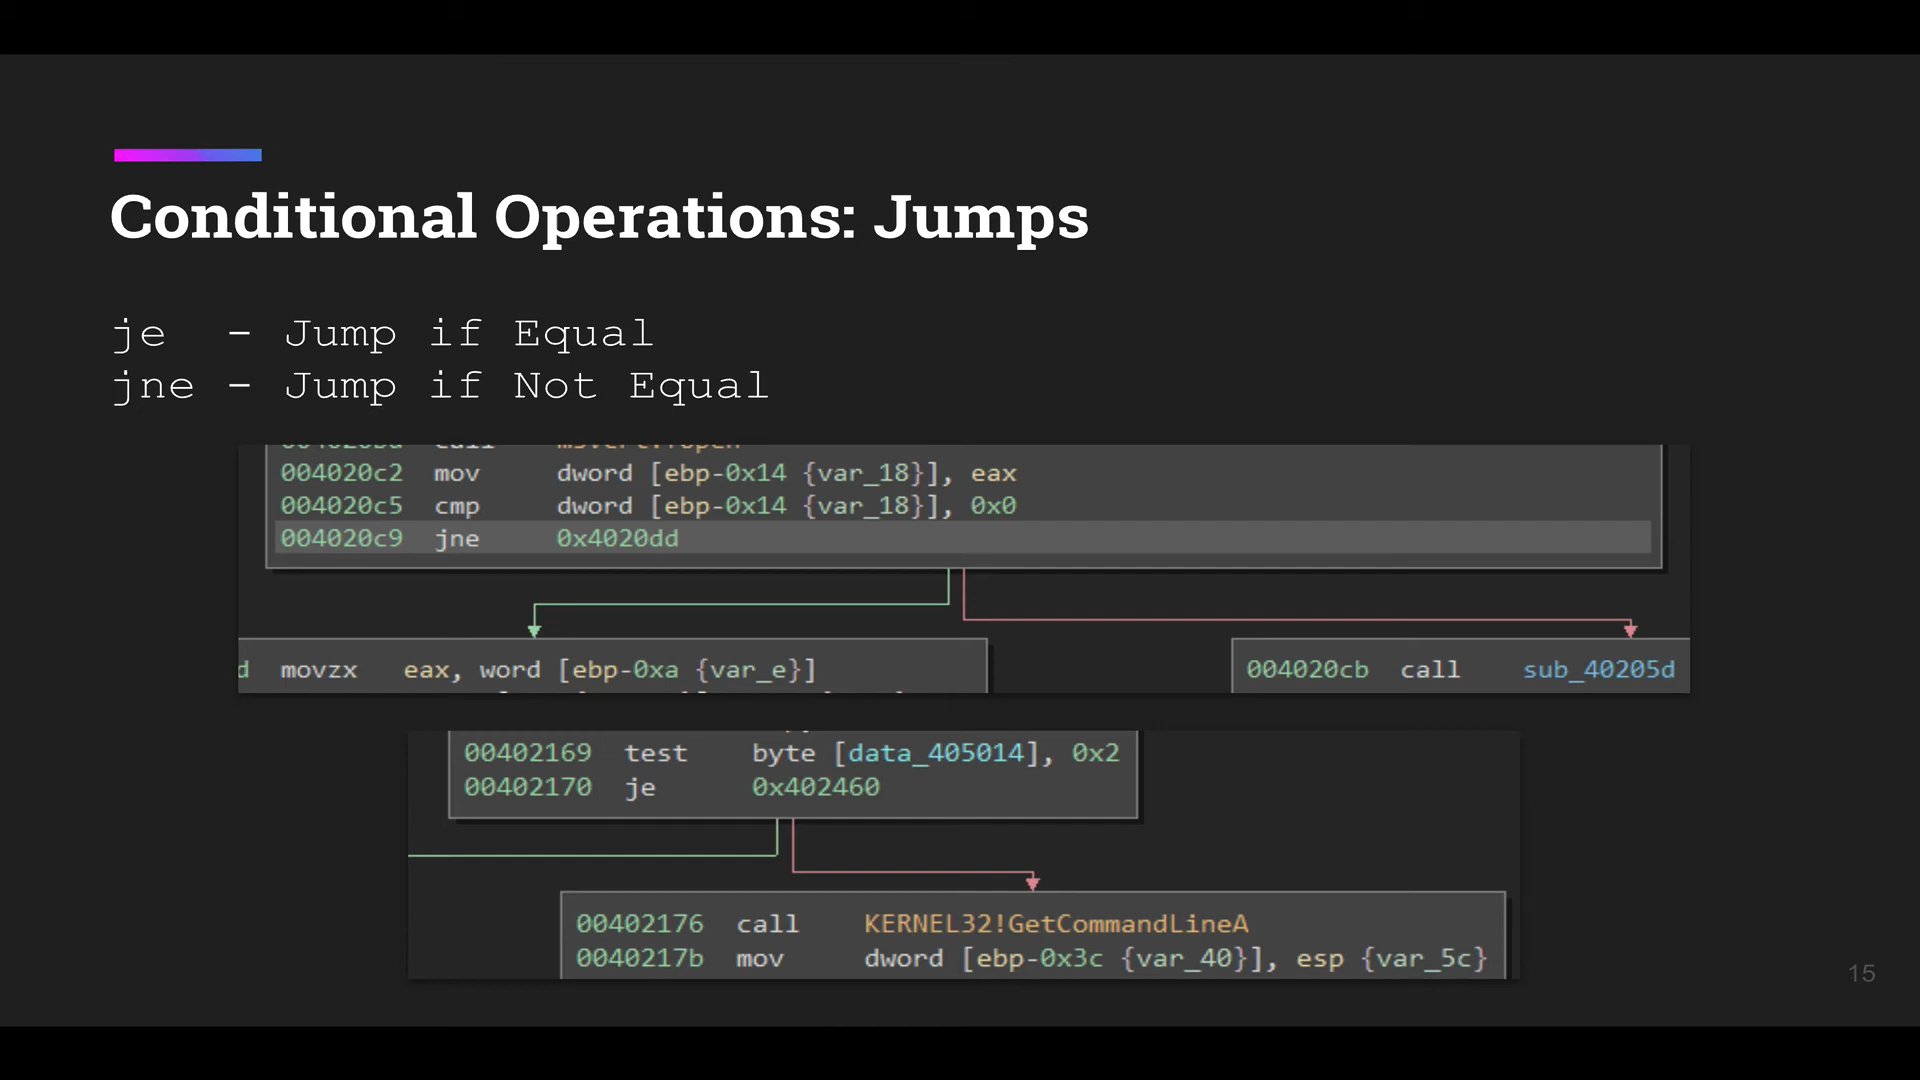 Conditional Operations: Jumps
je - Jump if Equal
jne - Jump if Not Equal
004020c2 mov dword [ebp-0x14 {var_18}], eax
004020c5 cmp dword [ebp-0x14 {var_18}], 0x0
004020c9 jne 0x4020dd
d movzx eax, word [ebp-0xa {var_e}]
004020cb call sub_40205d
00402169 test byte [data_405014], 0x2
00402170 je 0x402460
00402176 call KERNEL32!GetCommandLineA
0040217b mov dword [ebp-0x3c {var_40}], esp {var_5c}
15